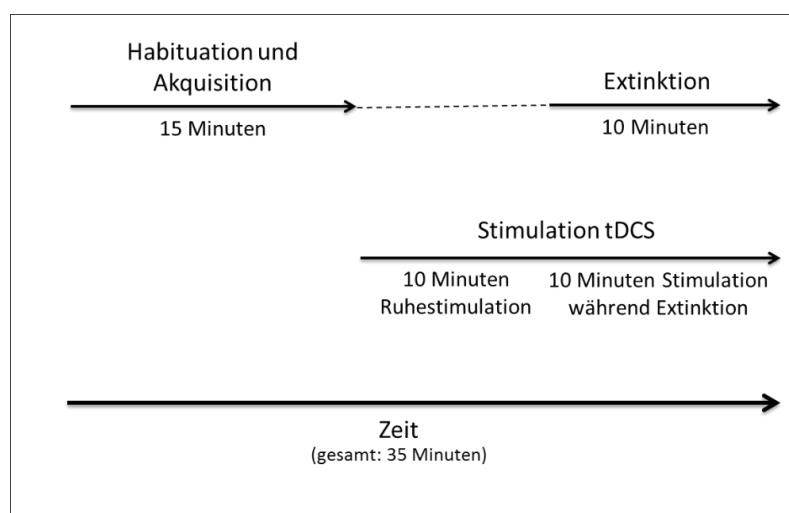 Habituation und
Akquisition
15 Minuten
Extinktion
10 Minuten
Stimulation tDCS
10 Minuten
Ruhestimulation
10 Minuten Stimulation
während Extinktion
Zeit
(gesamt: 35 Minuten)